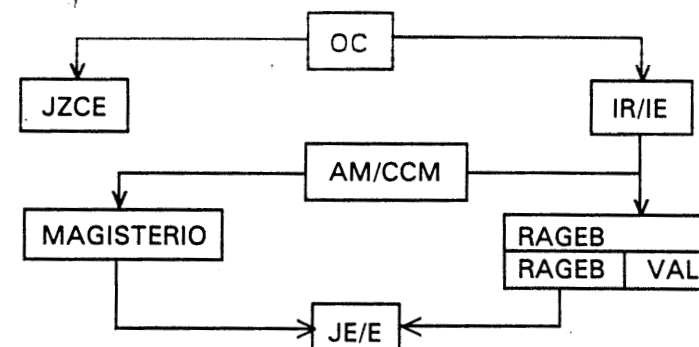 OC
JZCE
IR/IE
AM/CCM
MAGISTERIO
RAGEB
RAGEB VAL
JE/E